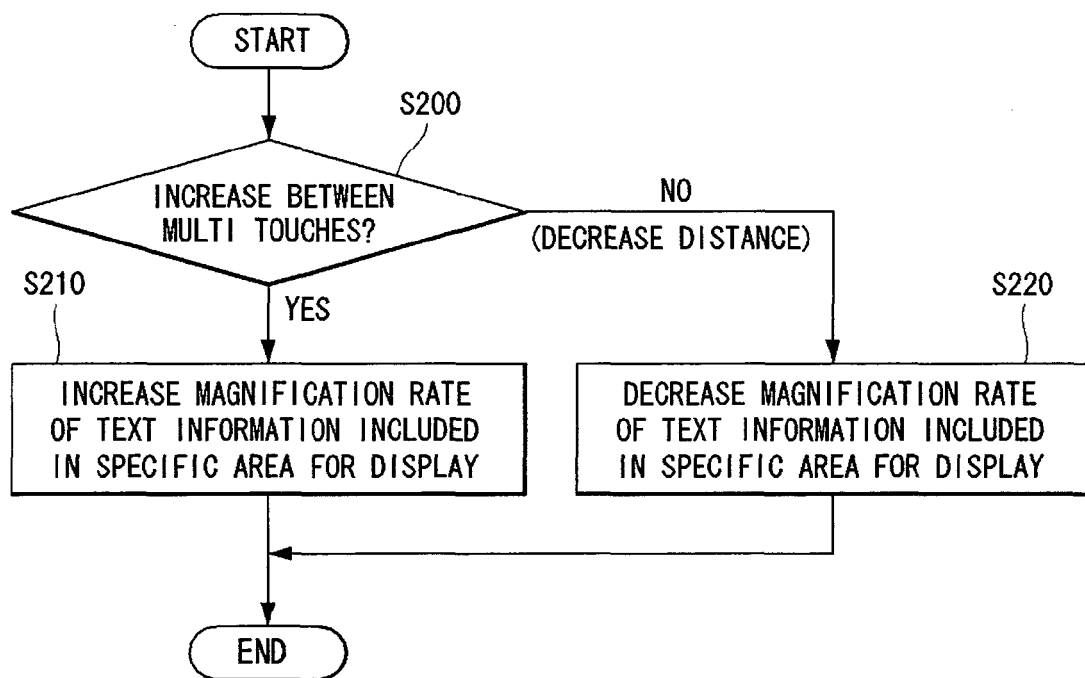 START
S200
INCREASE BETWEEN
MULTI TOUCHES?
NO
(DECREASE DISTANCE)
S210
YES
S220
INCREASE MAGNIFICATION RATE
OF TEXT INFORMATION INCLUDED
IN SPECIFIC AREA FOR DISPLAY
DECREASE MAGNIFICATION RATE
OF TEXT INFORMATION INCLUDED
IN SPECIFIC AREA FOR DISPLAY
END